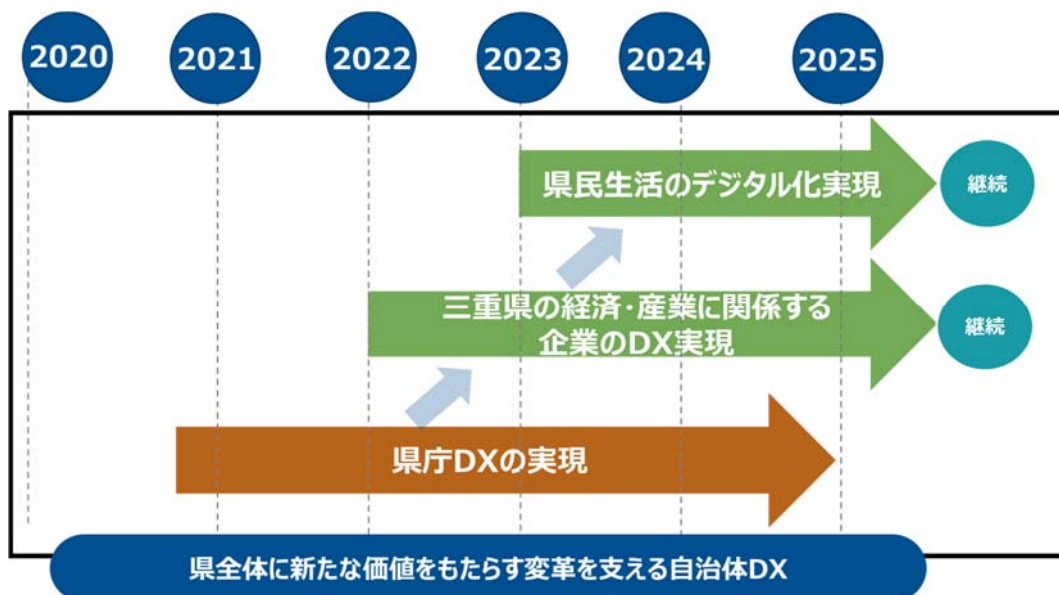 2020
2021
2022
2023
2024
2025
県民生活のデジタル化実現
継続
三重県の経済・産業に関係する
企業のDX実現
継続
県庁DXの実現
県全体に新たな価値をもたらす変革を支える自治体DX